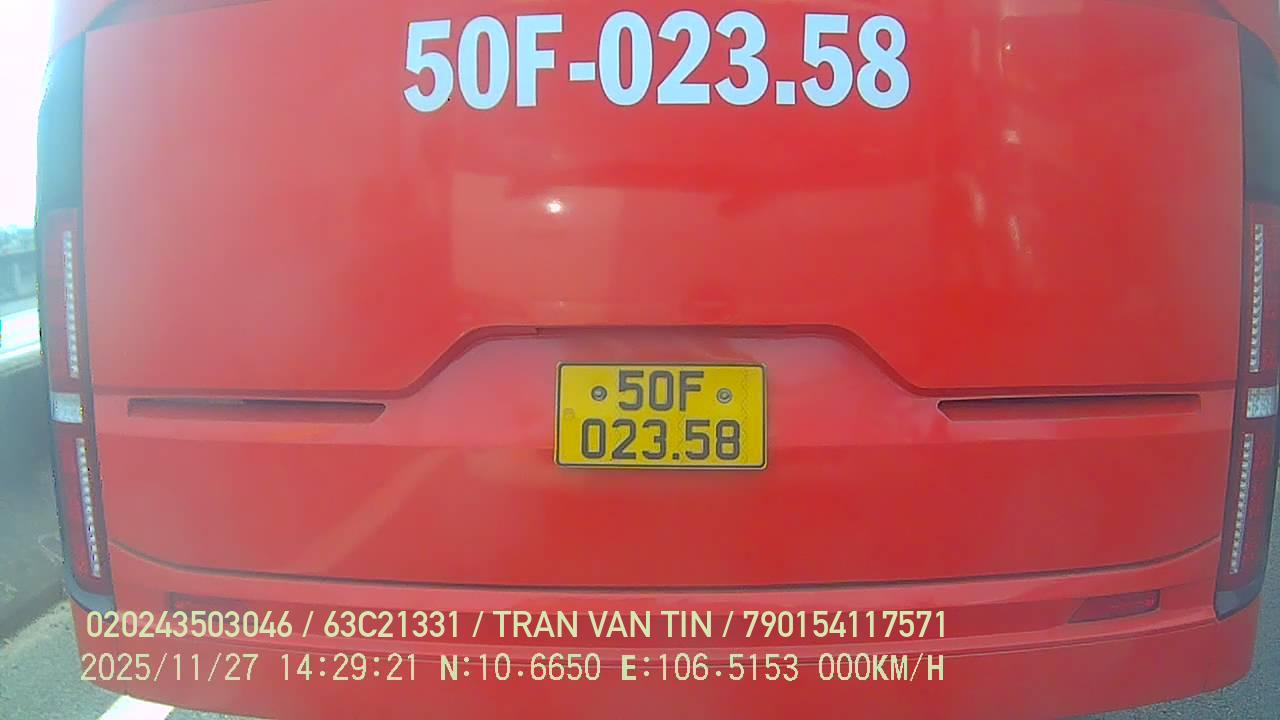 50F-023.58
50F
023.58
020243503046 / 63C21331 / TRAN VAN TIN / 790154117571
2025/11/27 14:29:21 N:10.6650 E:106.5153 000KM/H